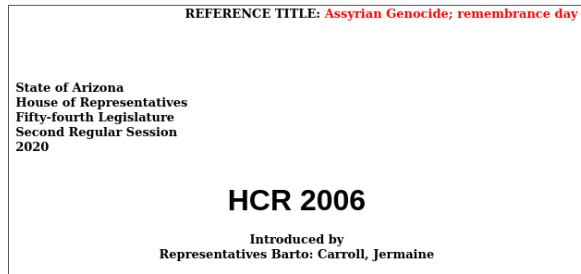 REFERENCE TITLE: Assyrian Genocide; remembrance day
State of Arizona
House of Representatives
Fifty-fourth Legislature
Second Regular Session
2020
HCR 2006
Introduced by
Representatives Barto: Carroll, Jermaine